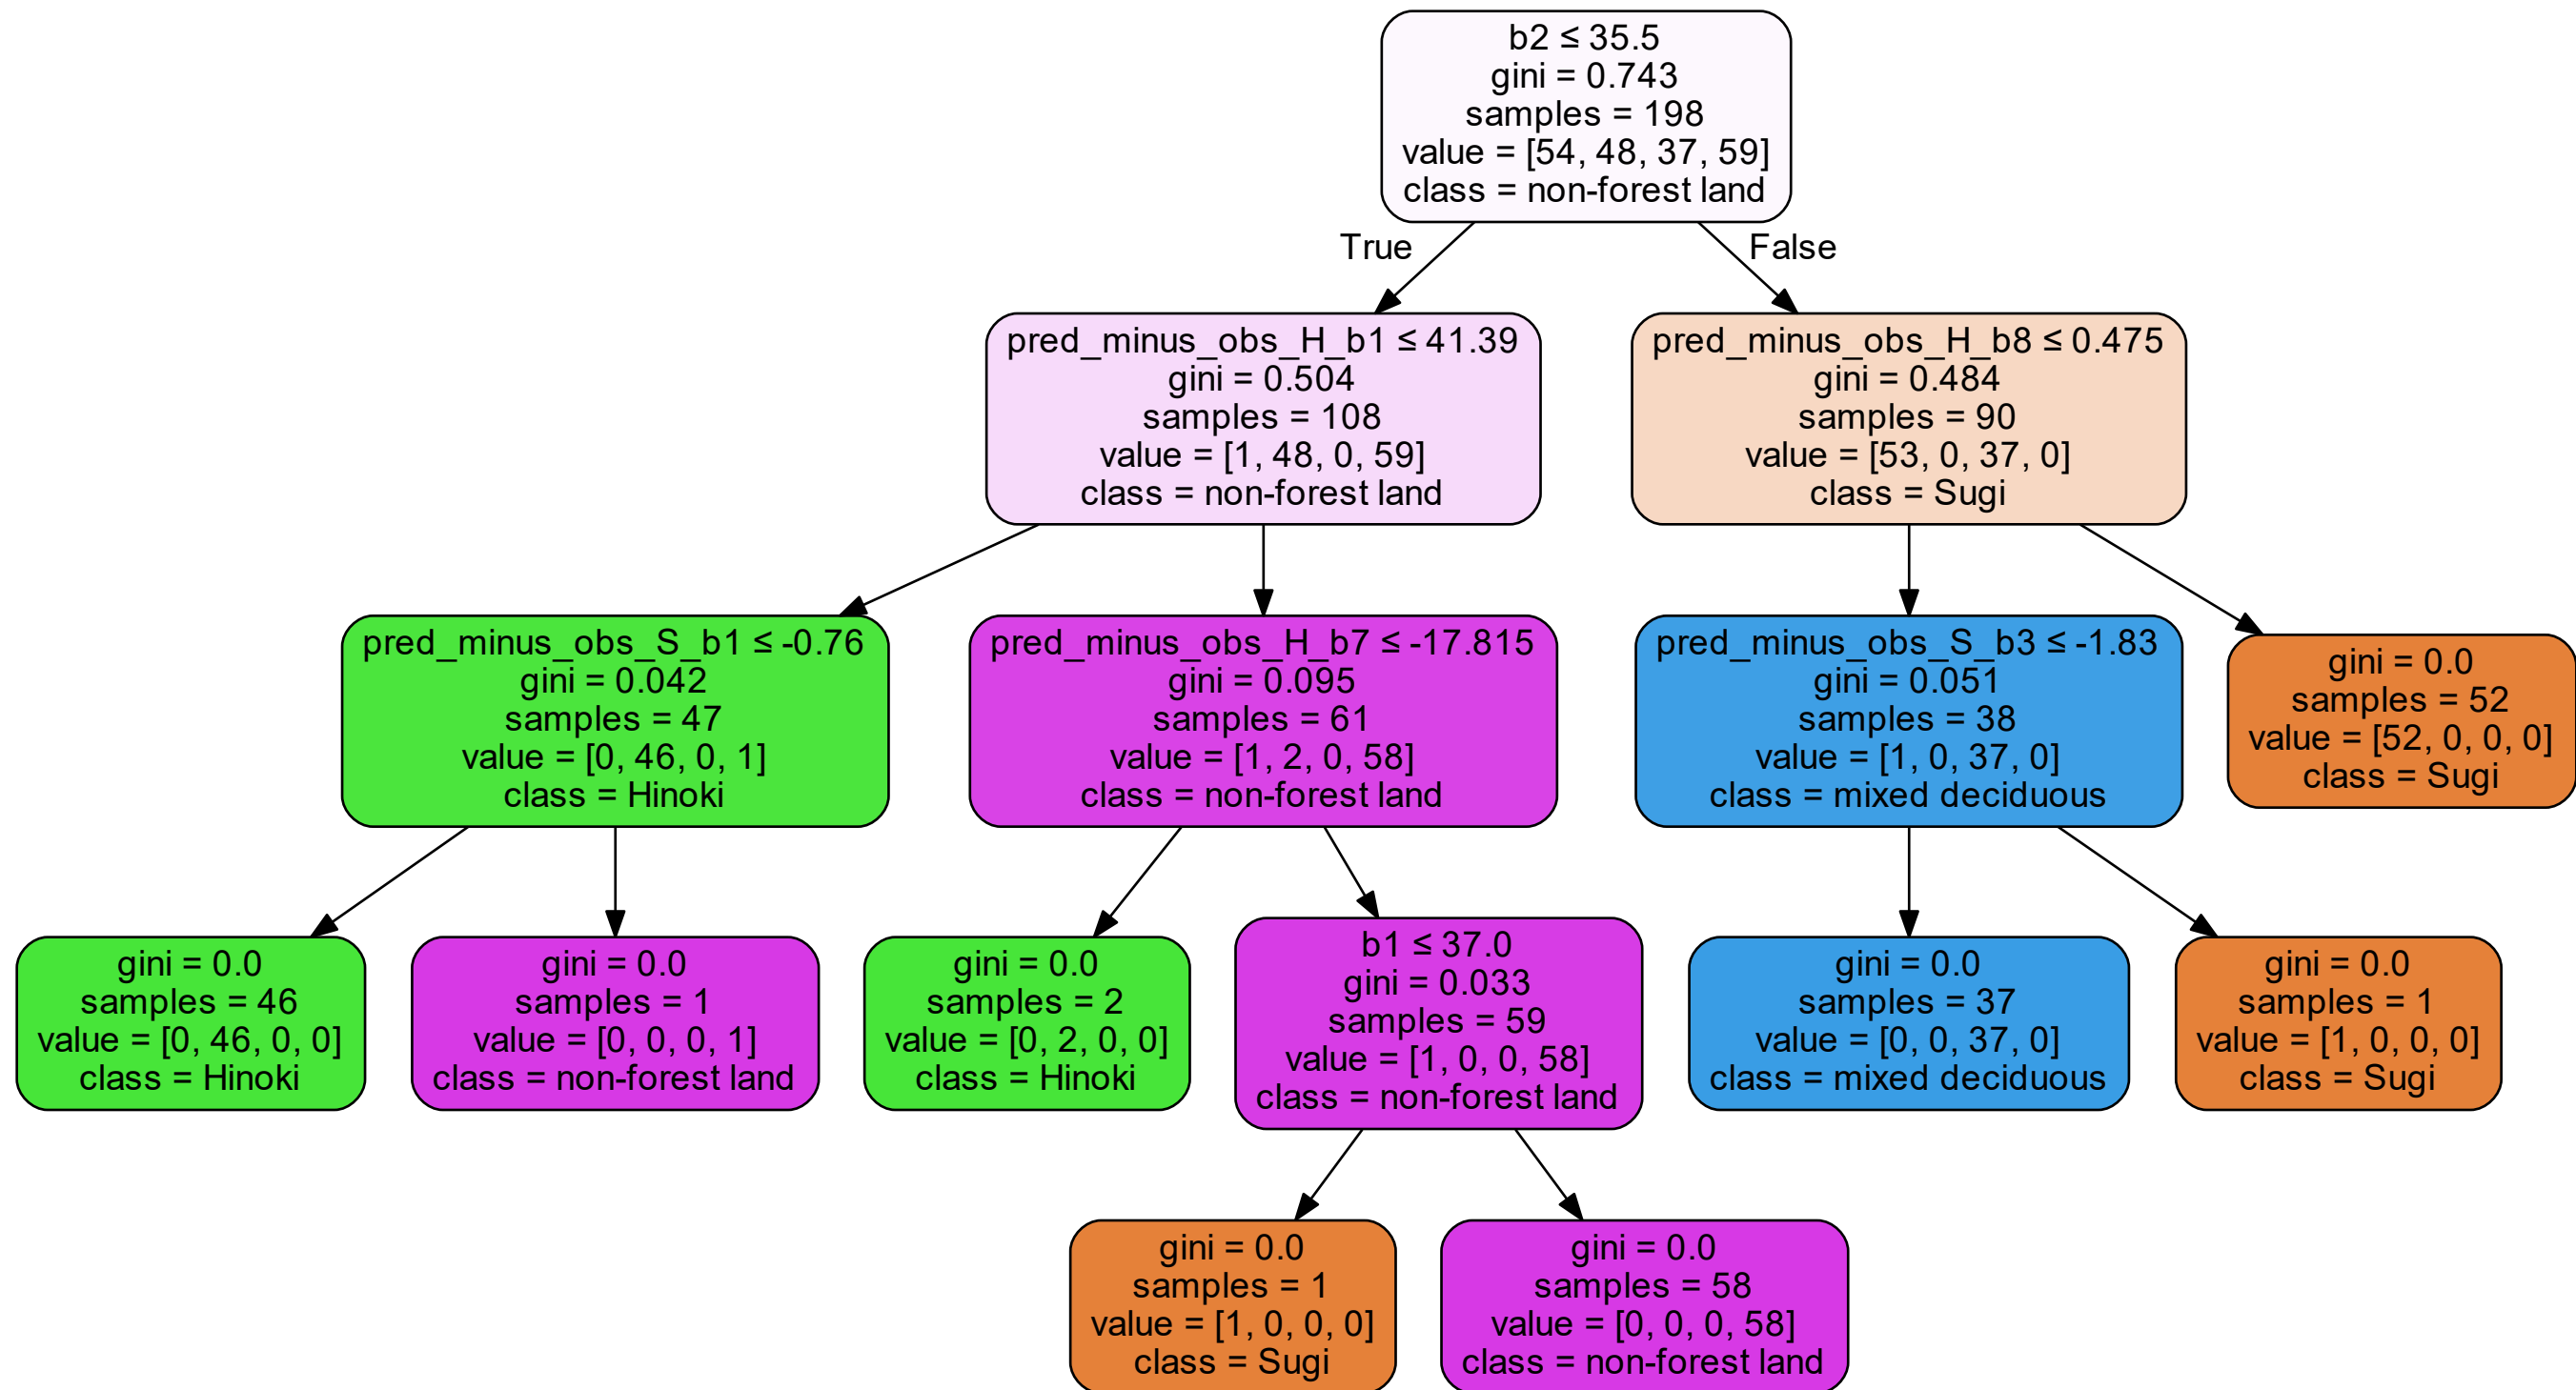 b2 ≤ 35.5
gini = 0.743
samples = 198
value = [54, 48, 37, 59]
class = non-forest land
True
False
pred_minus_obs_H_b1 ≤ 41.39
gini = 0.504
samples = 108
value = [1, 48, 0, 59]
class = non-forest land
pred_minus_obs_H_b8 ≤ 0.475
gini = 0.484
samples = 90
value = [53, 0, 37, 0]
class = Sugi
pred_minus_obs_S_b1 ≤ -0.76
gini = 0.042
samples = 47
value = [0, 46, 0, 1]
class = Hinoki
pred_minus_obs_H_b7 ≤ -17.815
gini = 0.095
samples = 61
value = [1, 2, 0, 58]
class = non-forest land
pred_minus_obs_S_b3 ≤ -1.83
gini = 0.051
samples = 38
value = [1, 0, 37, 0]
class = mixed deciduous
gini = 0.0
samples = 52
value = [52, 0, 0, 0]
class = Sugi
gini = 0.0
samples = 46
value = [0, 46, 0, 0]
class = Hinoki
gini = 0.0
samples = 1
value = [0, 0, 0, 1]
class = non-forest land
gini = 0.0
samples = 2
value = [0, 2, 0, 0]
class = Hinoki
b1 ≤ 37.0
gini = 0.033
samples = 59
value = [1, 0, 0, 58]
class = non-forest land
gini = 0.0
samples = 37
value = [0, 0, 37, 0]
class = mixed deciduous
gini = 0.0
samples = 1
value = [1, 0, 0, 0]
class = Sugi
gini = 0.0
samples = 1
value = [1, 0, 0, 0]
class = Sugi
gini = 0.0
samples = 58
value = [0, 0, 0, 58]
class = non-forest land